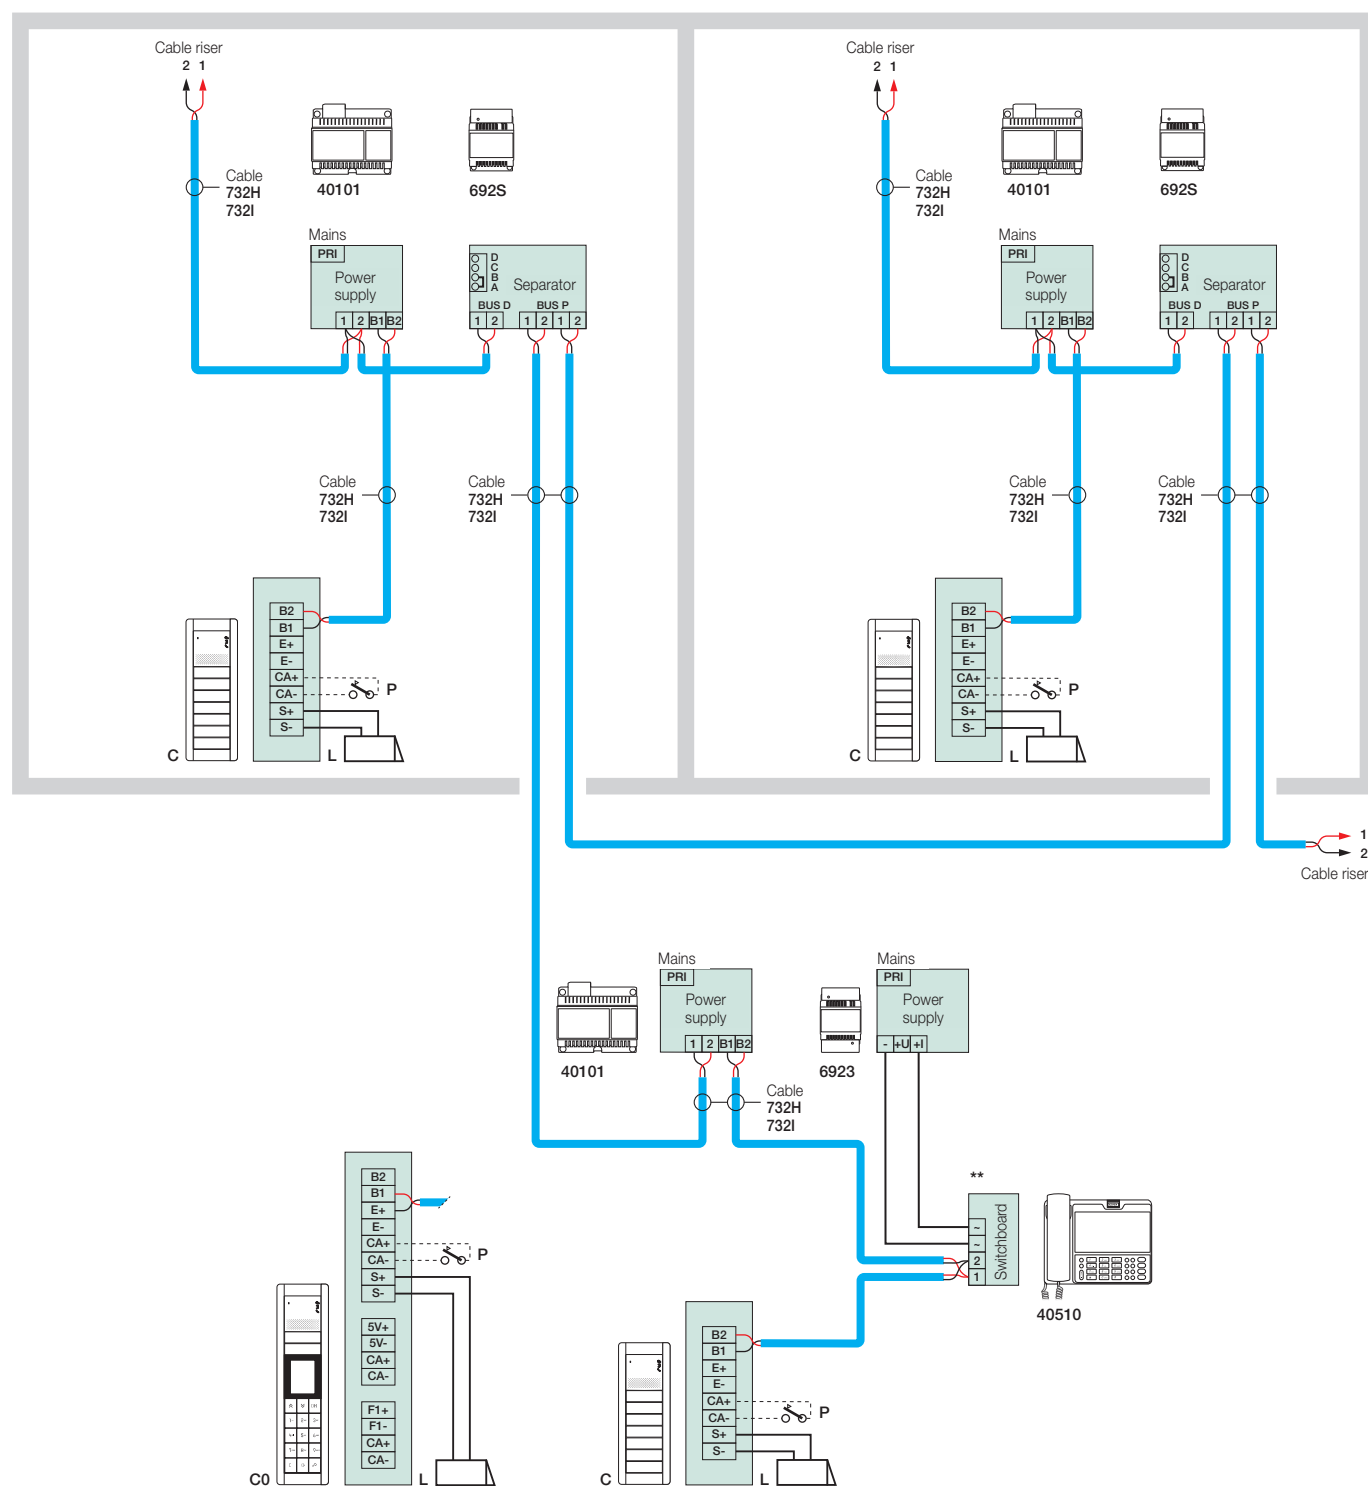 Cable riser
2 1
40101
692S
Cable
732H
732I
Mains
PRI
Power
supply
1 2 B1 B2
D
C
B
A
Separator
BUS D
BUS P
1 2
1 2 1 2
Cable
732H
732I
Cable
732H
732I
B2
B1
E+
E-
CA+
CA-
S+
S-
P
C
L
Cable riser
2 1
40101
692S
Cable
732H
732I
Mains
PRI
Power
supply
1 2 B1 B2
D
C
B
A
Separator
BUS D
BUS P
1 2
1 2 1 2
Cable
732H
732I
Cable
732H
732I
B2
B1
E+
E-
CA+
CA-
S+
S-
P
C
L
1
2
Cable riser
Mains
PRI
Power
supply
1 2 B1 B2
40101
Mains
PRI
Power
supply
- +U +I
6923
Cable
732H
732I
**
~
~
2
1
Switchboard
40510
B2
B1
E+
E-
CA+
CA-
S+
S-
5V+
5V-
CA+
CA-
F1+
F1-
CA+
CA-
P
C0
L
B2
B1
E+
E-
CA+
CA-
S+
S-
P
C
L